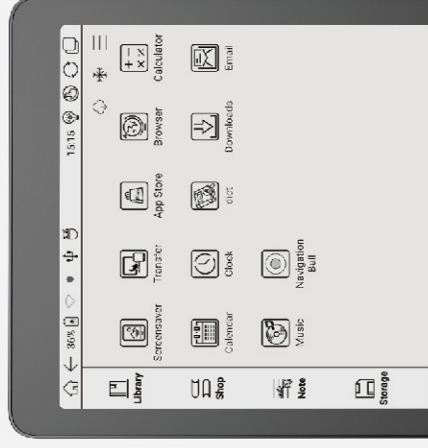 36%
15:15
Library
Shop
Note
Storage
Screensaver
Transfer
App Store
Browser
Calculator
Calendar
Clock
dict
Downloads
Email
Music
Navigation
Ball